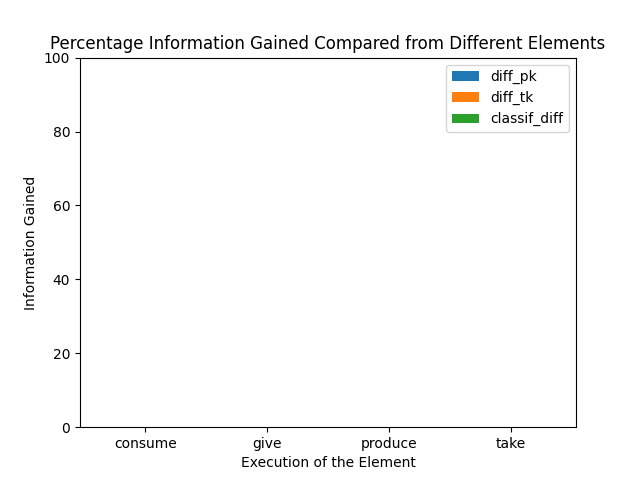 Percentage Information Gained Compared from Different Elements
100
80
60
40
20
0
Information Gained
diff_pk
diff_tk
classif_diff
consume give produce take
Execution of the Element